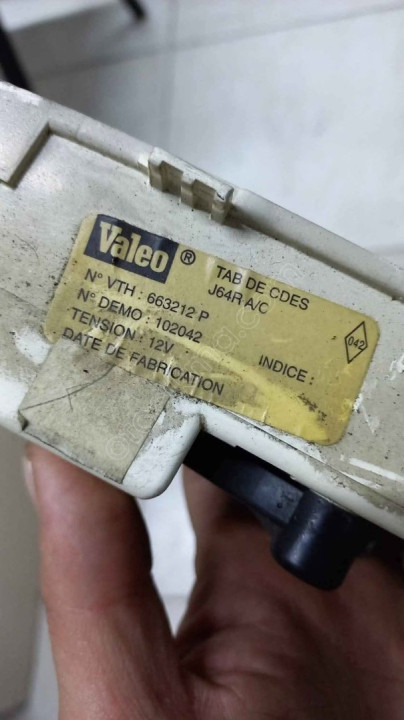 Valeo ®
TAB DE CDES
J64R A/C
N° VTH : 663212 P
N° DEMO : 102042
TENSION : 12V
INDICE :
042
DATE DE FABRICATION